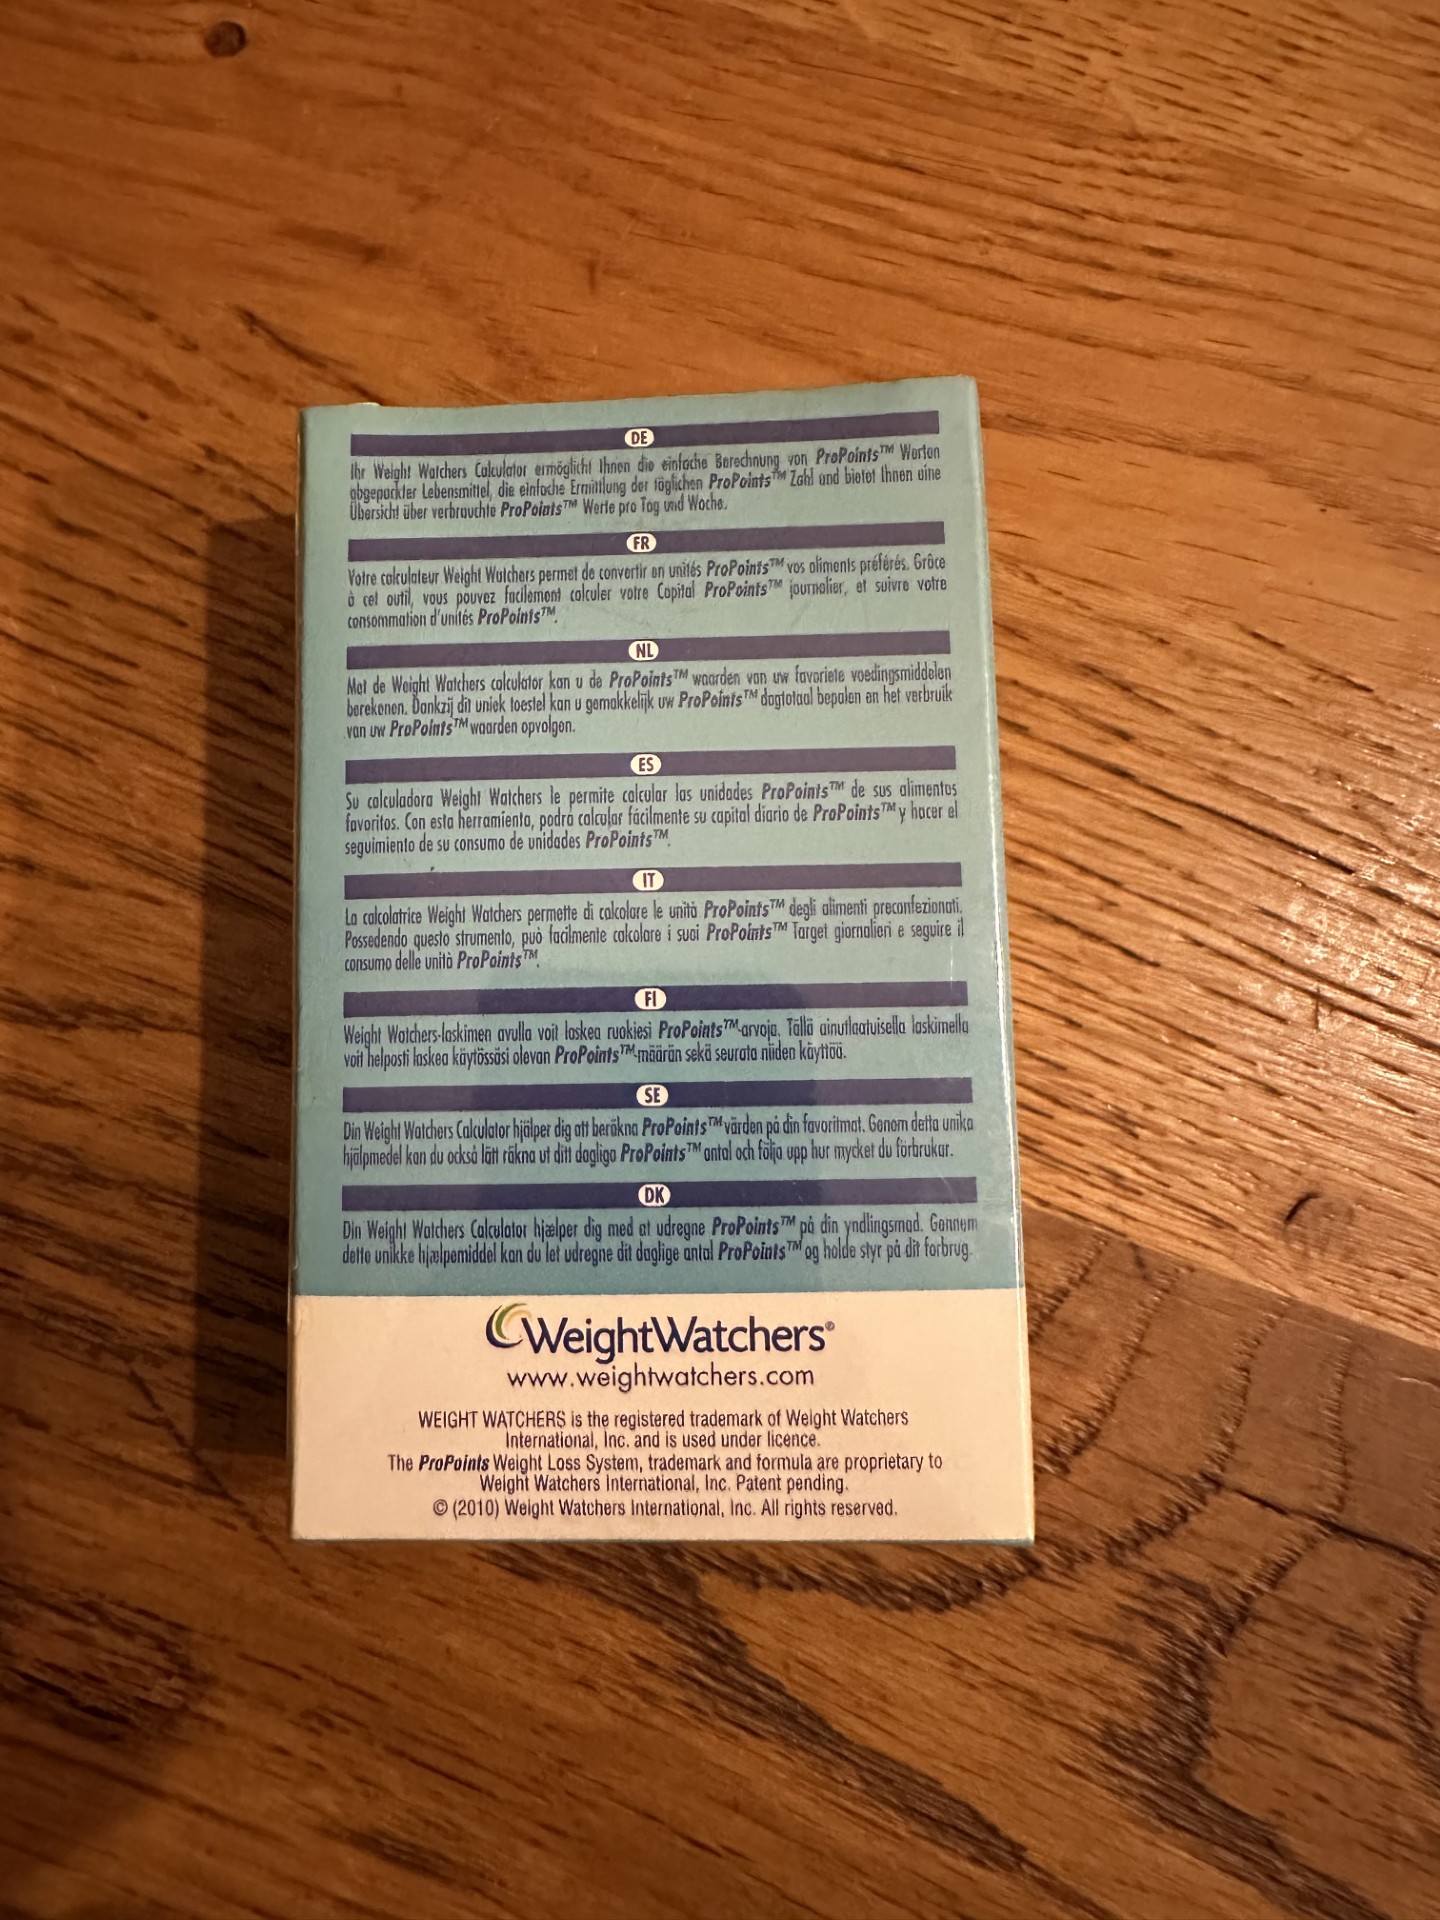 DE
Ihr Weight Watchers Calculator ermöglicht Ihnen die einfache Berechnung von ProPoints™ Werten
abgepackter Lebensmittel, die einfache Ermittlung der täglichen ProPoints™ Zahl und bietet Ihnen eine
Übersicht über verbrauchte ProPoints™ Werte pro Tag und Woche.
FR
Votre calculateur Weight Watchers permet de convertir en unités ProPoints™ vos aliments préférés. Grâce
à cet outil, vous pouvez facilement calculer votre Capital ProPoints™ journalier, et suivre votre
consommation d'unités ProPoints™.
NL
Met de Weight Watchers calculator kan u de ProPoints™ waarden van uw favoriete voedingsmiddelen
berekenen. Dankzij dit uniek toestel kan u gemakkelijk uw ProPoints™ dagtotaal bepalen en het verbruik
van uw ProPoints™ waarden opvolgen.
ES
Su calculadora Weight Watchers le permite calcular las unidades ProPoints™ de sus alimentos
favoritos. Con esta herramienta, podrá calcular fácilmente su capital diario de ProPoints™ y hacer el
seguimiento de su consumo de unidades ProPoints™.
IT
La calcolatrice Weight Watchers permette di calcolare le unità ProPoints™ degli alimenti preconfezionati.
Possedendo questo strumento, può facilmente calcolare i suoi ProPoints™ Target giornalieri e seguire il
consumo delle unità ProPoints™.
FI
Weight Watchers-laskimen avulla voit laskea ruokiesi ProPoints™-arvoja. Tällä ainutlaatuisella laskimella
voit helposti laskea käytössäsi olevan ProPoints™-määrän sekä seurata niiden käyttöä.
SE
Din Weight Watchers Calculator hjälper dig att beräkna ProPoints™ värden på din favoritmat. Genom detta unika
hjälpmedel kan du också lätt räkna ut ditt dagliga ProPoints™ antal och följa upp hur mycket du förbrukar.
DK
Din Weight Watchers Calculator hjælper dig med at udregne ProPoints™ på din yndlingsmad. Gennem
dette unikke hjælpemiddel kan du let udregne dit daglige antal ProPoints™ og holde styr på dit forbrug.
WeightWatchers®
www.weightwatchers.com
WEIGHT WATCHERS is the registered trademark of Weight Watchers
International, Inc. and is used under licence.
The ProPoints Weight Loss System, trademark and formula are proprietary to
Weight Watchers International, Inc. Patent pending.
© (2010) Weight Watchers International, Inc. All rights reserved.